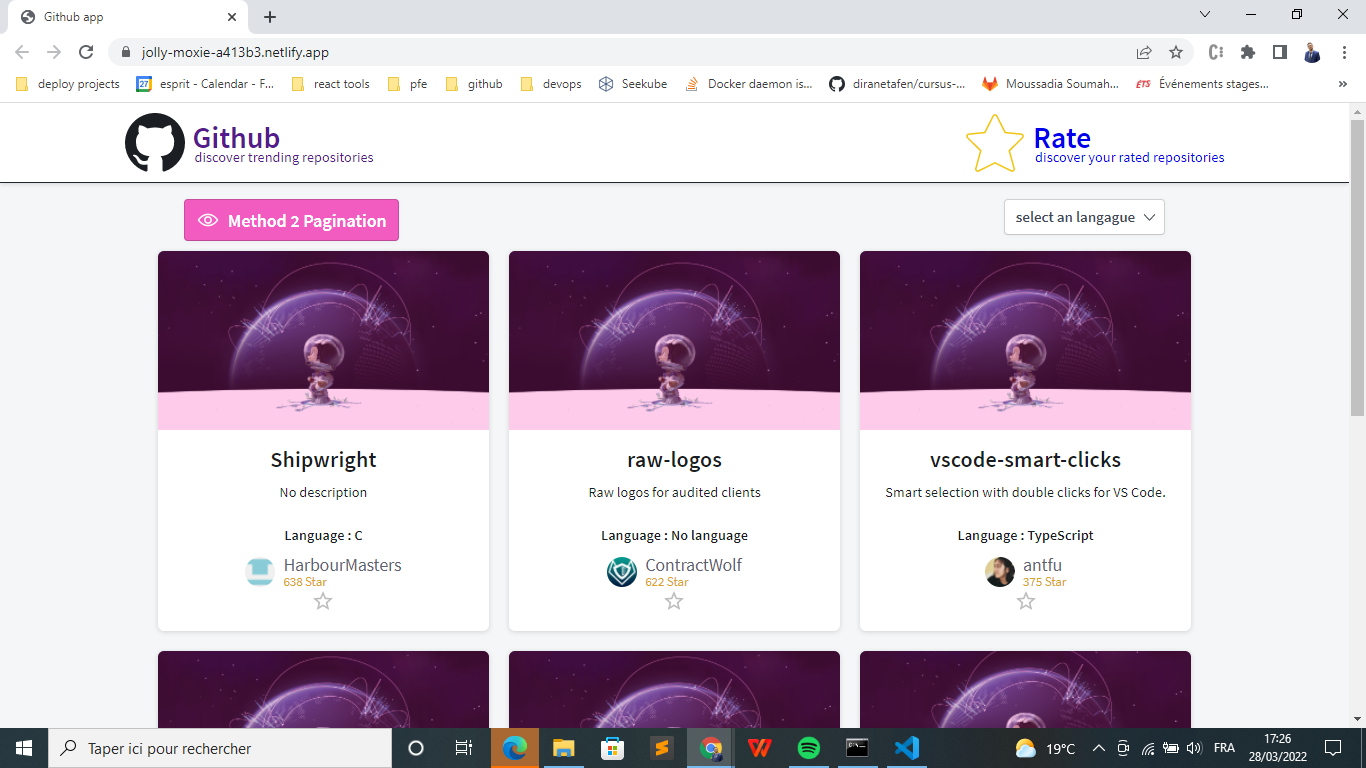 Github app
jolly-moxie-a413b3.netlify.app
deploy projects
27
esprit - Calendar - F...
react tools
pfe
github
devops
Seekube
Docker daemon is...
diranetafen/cursus-...
Moussadia Soumah...
ETS
Événements stages...
»
Github
discover trending repositories
Rate
discover your rated repositories
Method 2 Pagination
select an langague
Shipwright
No description
Language : C
HarbourMasters
638 Star
raw-logos
Raw logos for audited clients
Language : No language
ContractWolf
622 Star
vscode-smart-clicks
Smart selection with double clicks for VS Code.
Language : TypeScript
antfu
375 Star
Taper ici pour rechercher
19°C
FRA
17:26
28/03/2022